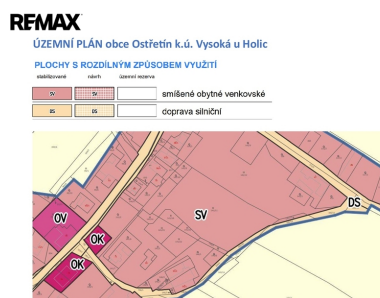 RE/MAX
ÚZEMNÍ PLÁN obce Ostřetín k.ú. Vysoká u Holic
PLOCHY S ROZDÍLNÝM ZPŮSOBEM VYUŽITÍ
stabilizované návrh územní rezerva
SV SV smíšené obytné venkovské
DS DS doprava silniční
DS
SV
OV
OK
OK